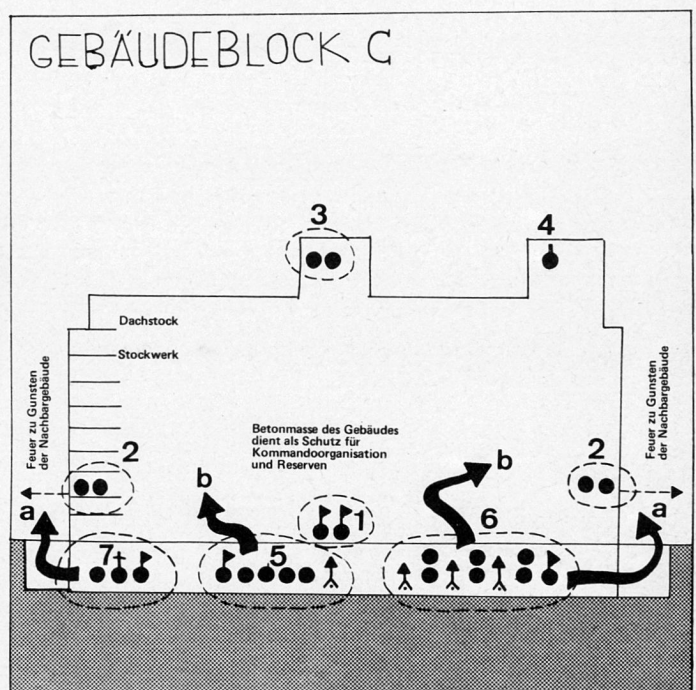 GEBÄUDEBLOCK C
3
4
Dachstock
Stockwerk
Feuer zu Gunsten
der Nachbargebäude
Feuer zu Gunsten
der Nachbargebäude
Betonmasse des Gebäudes
dient als Schutz für
Kommandoorganisation
und Reserven
2
2
b
b
a
a
1
6
7
5